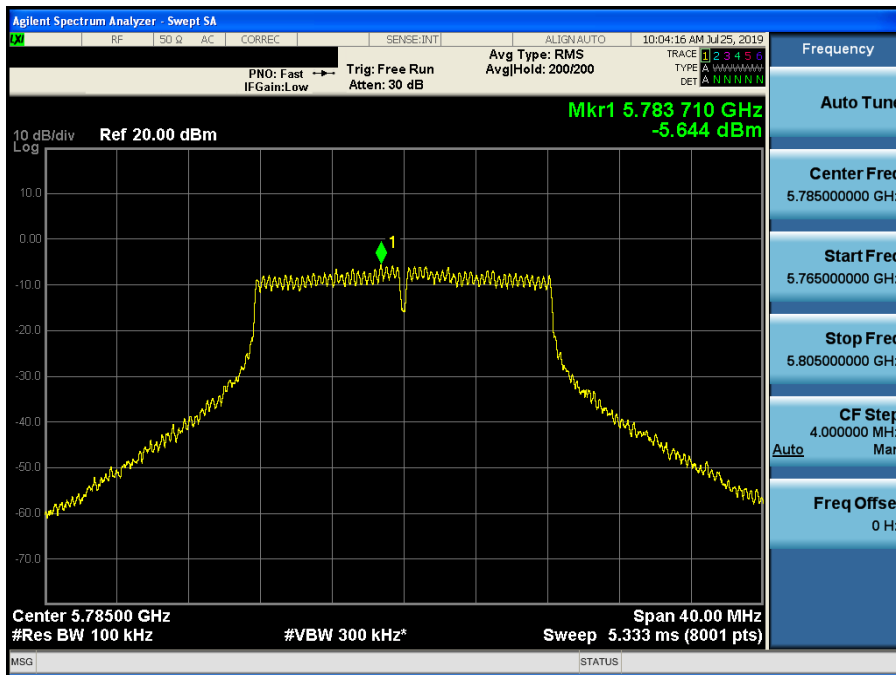 Agilent Spectrum Analyzer - Swept SA
LXI RF 50 Ω AC CORREC SENSE:INT ALIGN AUTO 10:04:16 AM Jul 25, 2019
PNO: Fast Trig: Free Run Avg Type: RMS TRACE 1 2 3 4 5 6
IFGain:Low Atten: 30 dB Avg|Hold: 200/200 TYPE A WWWWW
DET A N N N N N
Mkr1 5.783 710 GHz
-5.644 dBm
10 dB/div Ref 20.00 dBm
Log
10.0
0.00
1
-10.0
-20.0
-30.0
-40.0
-50.0
-60.0
-70.0
Center 5.78500 GHz Span 40.00 MHz
#Res BW 100 kHz #VBW 300 kHz* Sweep 5.333 ms (8001 pts)
MSG STATUS
Frequency
Auto Tune
Center Freq
5.785000000 GHz
Start Freq
5.765000000 GHz
Stop Freq
5.805000000 GHz
CF Step
4.000000 MHz
Auto Man
Freq Offset
0 Hz